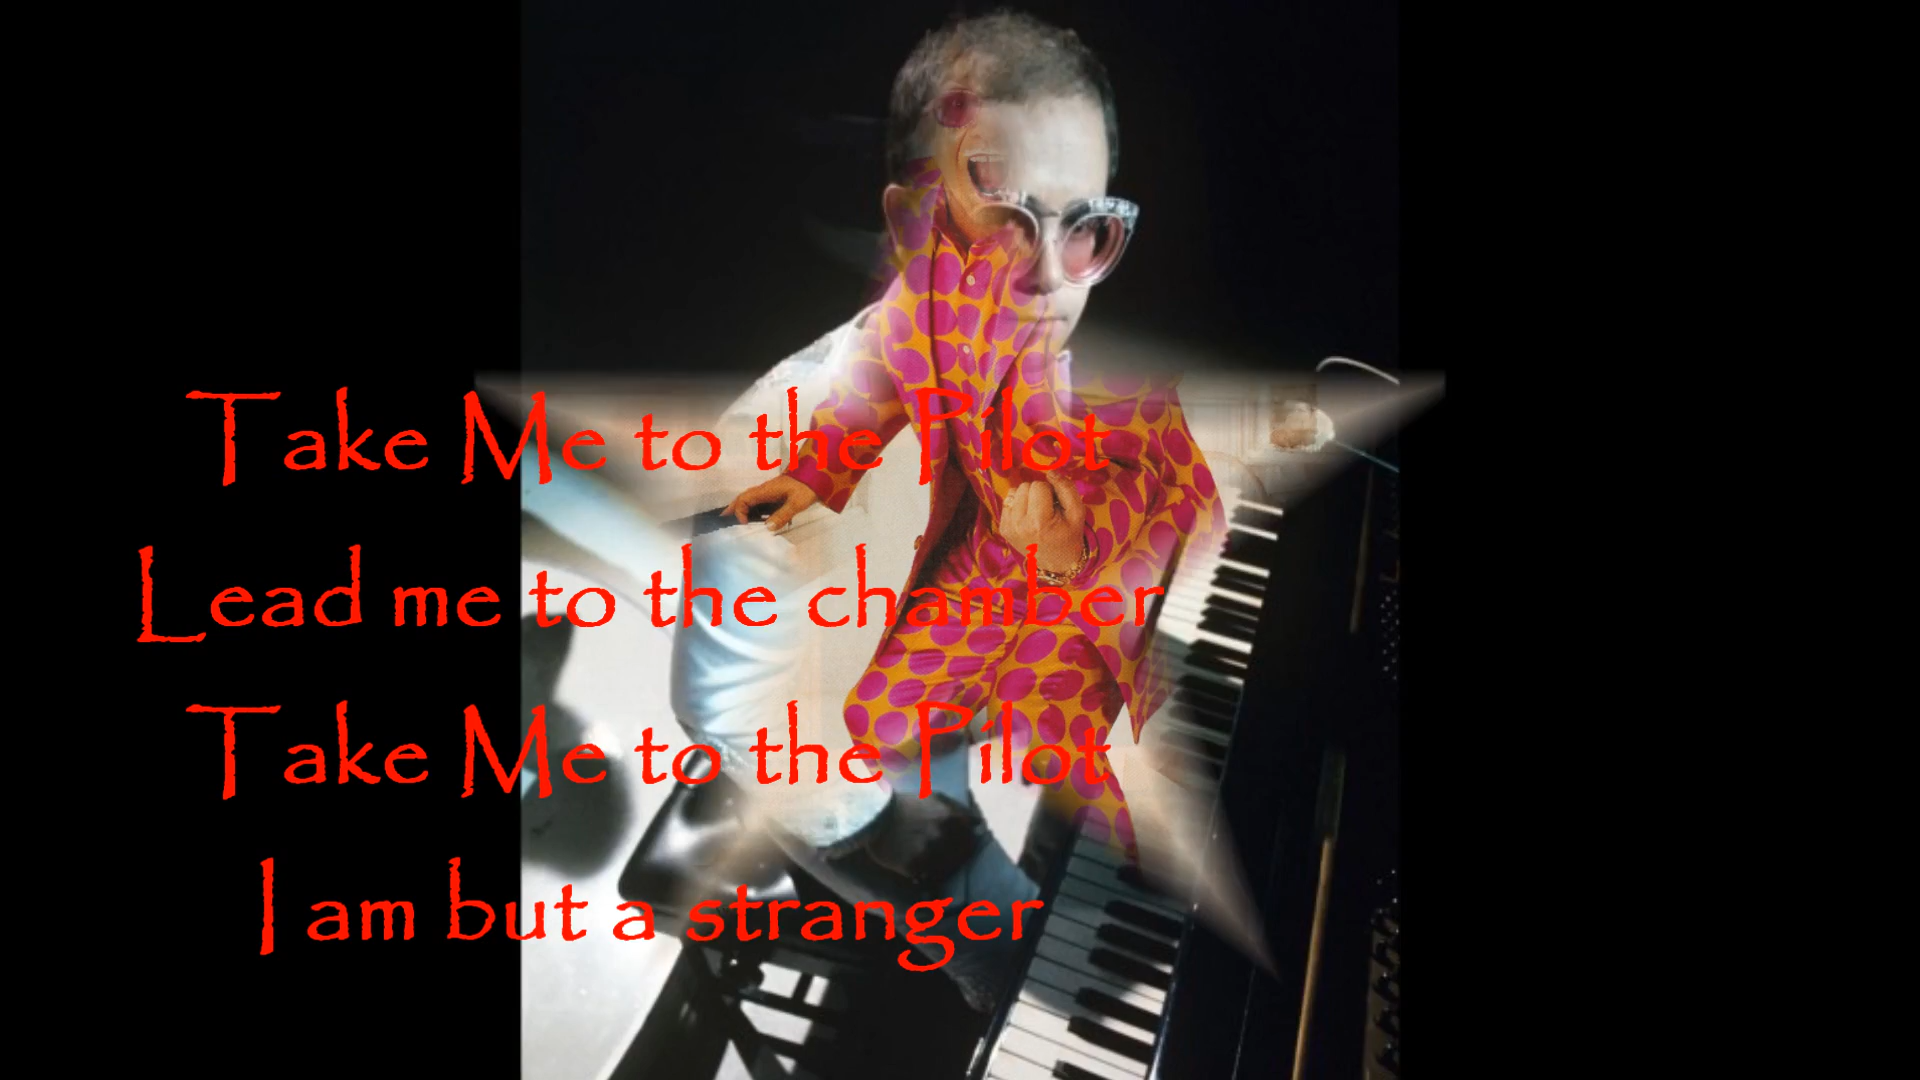 Take Me to the Pilot
Lead me to the chamber
Take Me to the Pilot
I am but a stranger